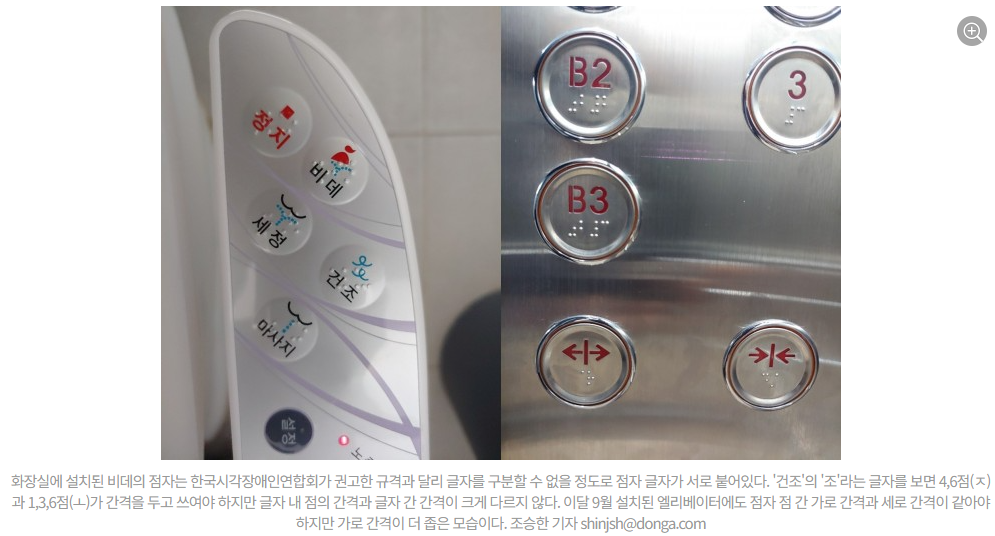 정지
비데
세정
건조
마사지
설정
노
B2
3
B3
화장실에 설치된 비데의 점자는 한국시각장애인연합회가 권고한 규격과 달리 글자를 구분할 수 없을 정도로 점자 글자가 서로 붙어있다. '건조'의 '조'라는 글자를 보면 4,6점(ㅈ)
과 1,3,6점(ㅗ)가 간격을 두고 쓰여야 하지만 글자 내 점의 간격과 글자 간 간격이 크게 다르지 않다. 이달 9월 설치된 엘리베이터에도 점자 점 간 가로 간격과 세로 간격이 같아야
하지만 가로 간격이 더 좁은 모습이다. 조승한 기자 shinjsh@donga.com